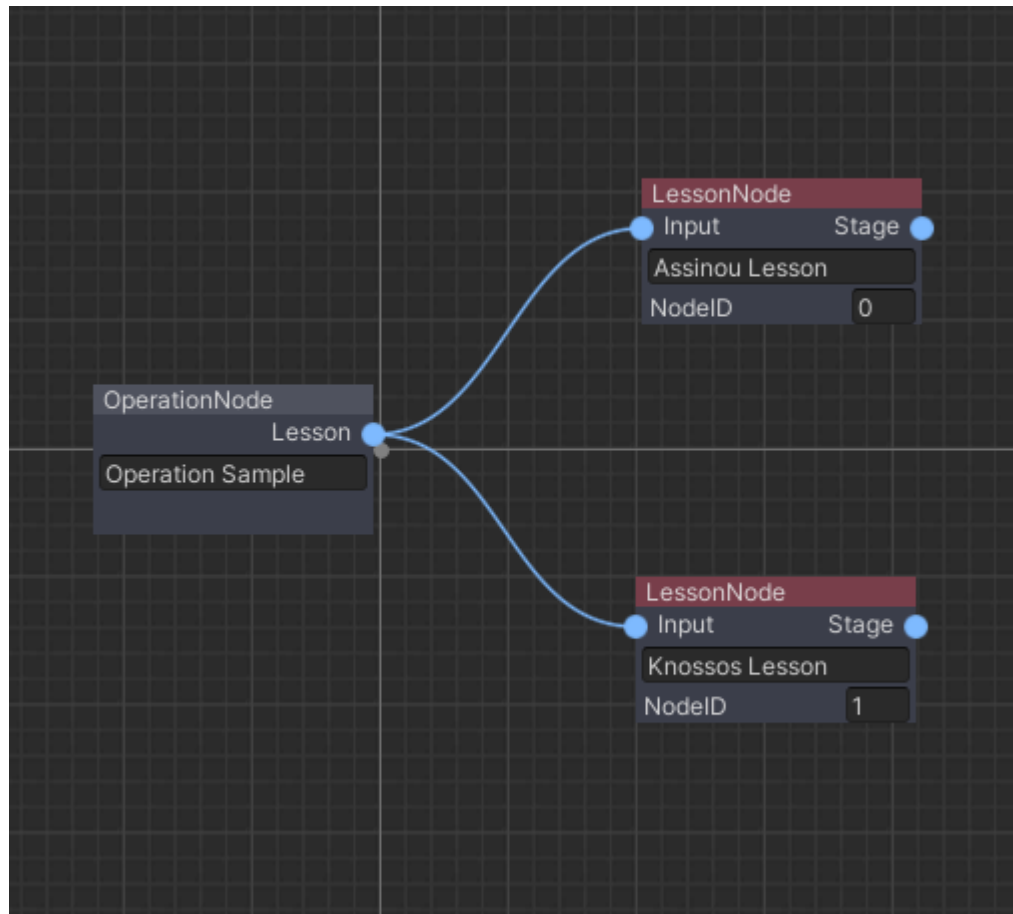 LessonNode
Input Stage
Assinou Lesson
NodeID 0
OperationNode
Lesson
Operation Sample
LessonNode
Input Stage
Knossos Lesson
NodeID 1